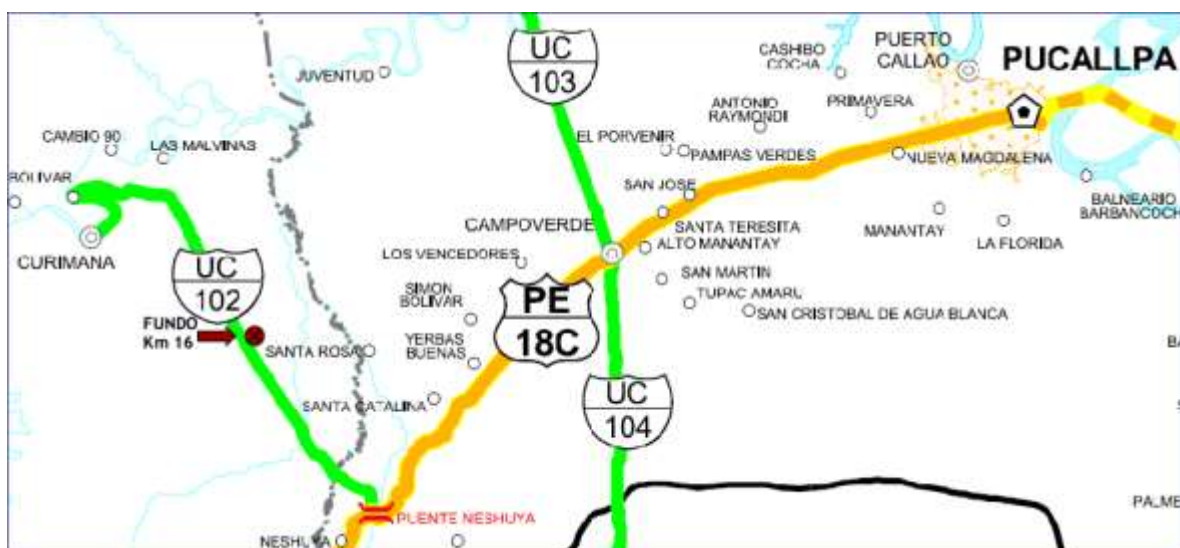 UC
103
CASHIBO
COCHA
PUERTO
CALLAO
PUCALLPA
JUVENTUD
ANTONIO
RAYMONDI
PRIMAVERA
CAMBIO 90
LAS MALVINAS
EL PORVENIR
PAMPAS VERDES
NUEVA MAGDALENA
BOLIVAR
SAN JOSE
BALNEARIO
BARBANCOCH
CURIMANA
CAMPOVERDE
SANTA TERESITA
MANANTAY
LA FLORIDA
ALTO MANANTAY
LOS VENCEDORES
UC
102
SAN MARTIN
SIMON
BOLIVAR
PE
18C
TUPAC AMARU
SAN CRISTOBAL DE AGUA BLANCA
FUNDO
Km 16
SANTA ROSA
YERBAS
BUENAS
BA
UC
104
SANTA CATALINA
PALME
PUENTE NESHUYA
NESHUYA